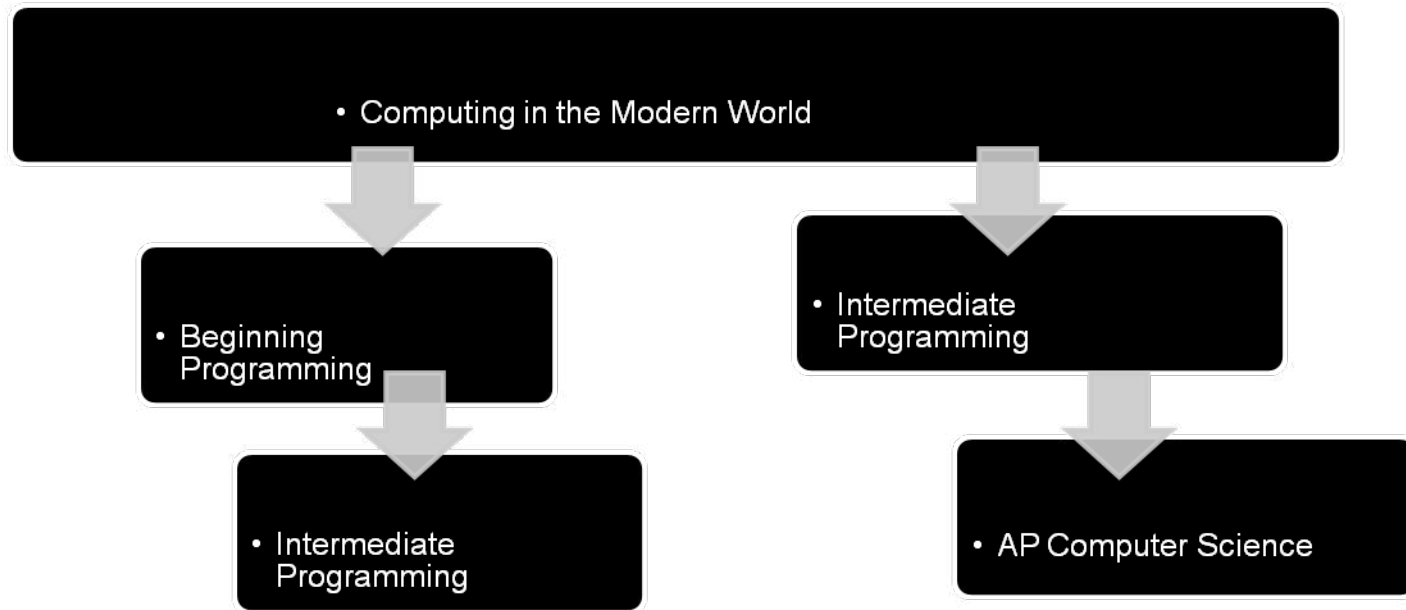 • Computing in the Modern World
• Beginning
Programming
• Intermediate
Programming
• Intermediate
Programming
• AP Computer Science